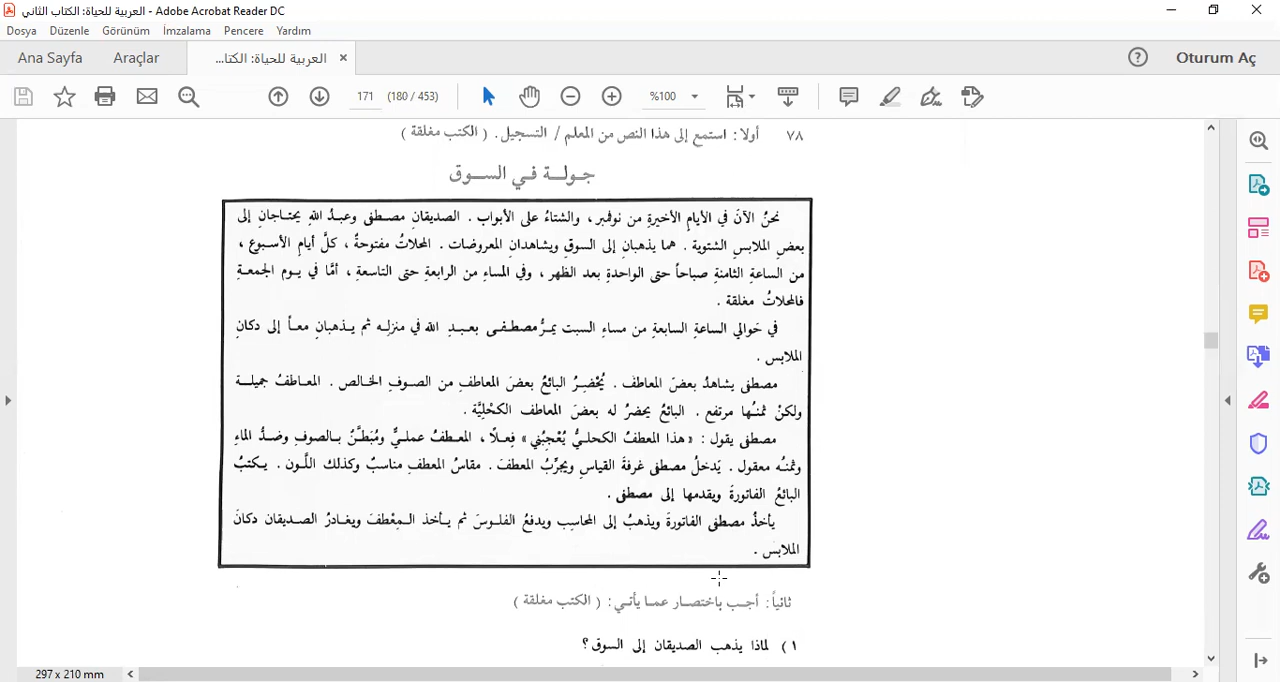 العربية للحياة: الكتاب الثاني - Adobe Acrobat Reader DC
Dosya Düzenle Görünüm İmzalama Pencere Yardım
Ana Sayfa Araçlar العربية للحياة: الكتا... × ? Oturum Aç
171 (180 / 453) %100
٧٨ أولا: استمع إلى هذا النص من المعلم / التسجيل. (الكتب مغلقة)
جولة في السوق
نحنُ الآنَ في الأيامِ الأخيرةِ من نوفمبر، والشتاءُ على الأبواب. الصديقانِ مصطفى وعبدُ اللهِ يحتاجانِ إلى
بعضِ الملابسِ الشتوية. هما يذهبانِ إلى السوقِ ويشاهدانِ المعروضات. المحلاتُ مفتوحةٌ، كلَّ أيامِ الأسبوع،
من الساعةِ الثامنةِ صباحاً حتى الواحدةِ بعد الظهر، وفي المساءِ من الرابعةِ حتى التاسعةِ، أمَّا في يومِ الجمعةِ
فالمحلاتُ مغلقة.
في حَوالي الساعةِ السابعةِ من مساءِ السبت يمرُّ مصطفى بعبدِ الله في منزلِه ثم يذهبانِ معاً إلى دكانِ
الملابس.
مصطفى يشاهدُ بعضَ المعاطف. يُحْضِرُ البائعُ بعضَ المعاطفِ من الصوفِ الخالص. المعاطفُ جميلة
ولكنْ ثمنُها مرتفع. البائعُ يحضرُ له بعضَ المعاطف الكحْلِيَّة.
مصطفى يقول: «هذا المعطفُ الكحليُّ يُعْجِبُني» فِعلًا، المعطفُ عمليٌّ ومُبَطَّنٌ بالصوفِ وضدُّ الماءِ
وثمنُه معقول. يَدخلُ مصطفى غرفةَ القياسِ ويجرِّبُ المعطفَ. مقاسُ المعطفِ مناسبٌ وكذلك اللَّون. يكتبُ
البائعُ الفاتورةَ ويقدمها إلى مصطفى.
يأخذُ مصطفى الفاتورةَ ويذهبُ إلى المحاسِب ويدفعُ الفلوسَ ثم يأخذ المِعْطفَ ويغادرُ الصديقان دكانَ
الملابس.
ثانياً: أجب باختصار عما يأتي: (الكتب مغلقة)
١) لماذا يذهب الصديقان إلى السوق؟
297 x 210 mm